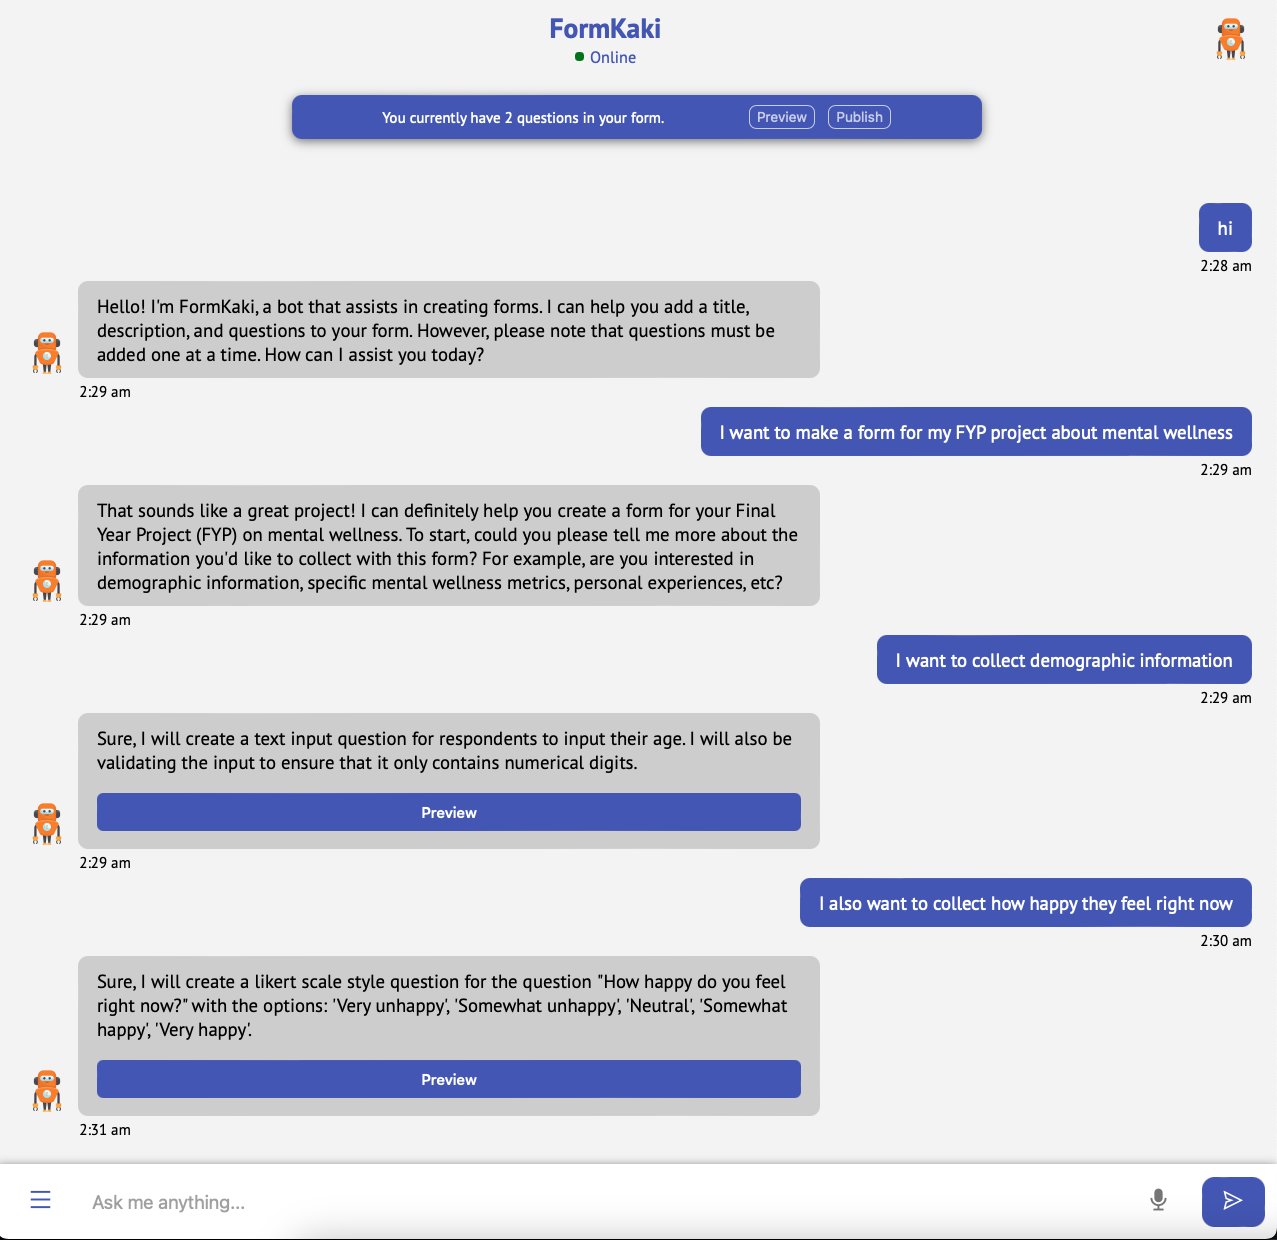 FormKaki
Online
You currently have 2 questions in your form.
Preview
Publish
hi
2:28 am
Hello! I'm FormKaki, a bot that assists in creating forms. I can help you add a title,
description, and questions to your form. However, please note that questions must be
added one at a time. How can I assist you today?
2:29 am
I want to make a form for my FYP project about mental wellness
2:29 am
That sounds like a great project! I can definitely help you create a form for your Final
Year Project (FYP) on mental wellness. To start, could you please tell me more about the
information you'd like to collect with this form? For example, are you interested in
demographic information, specific mental wellness metrics, personal experiences, etc?
2:29 am
I want to collect demographic information
2:29 am
Sure, I will create a text input question for respondents to input their age. I will also be
validating the input to ensure that it only contains numerical digits.
Preview
2:29 am
I also want to collect how happy they feel right now
2:30 am
Sure, I will create a likert scale style question for the question "How happy do you feel
right now?" with the options: 'Very unhappy', 'Somewhat unhappy', 'Neutral', 'Somewhat
happy', 'Very happy'.
Preview
2:31 am
Ask me anything...